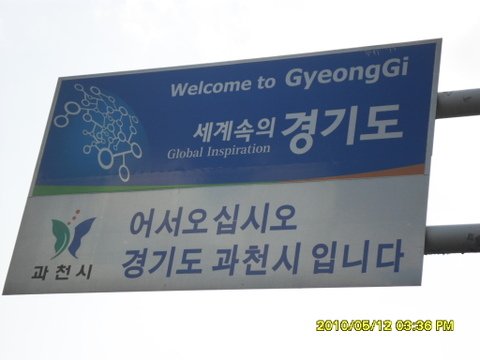 Welcome to GyeongGi
세계속의 경기도
Global Inspiration
어서오십시오
경기도 과천시 입니다
과천시
2010/05/12 03:36 PM